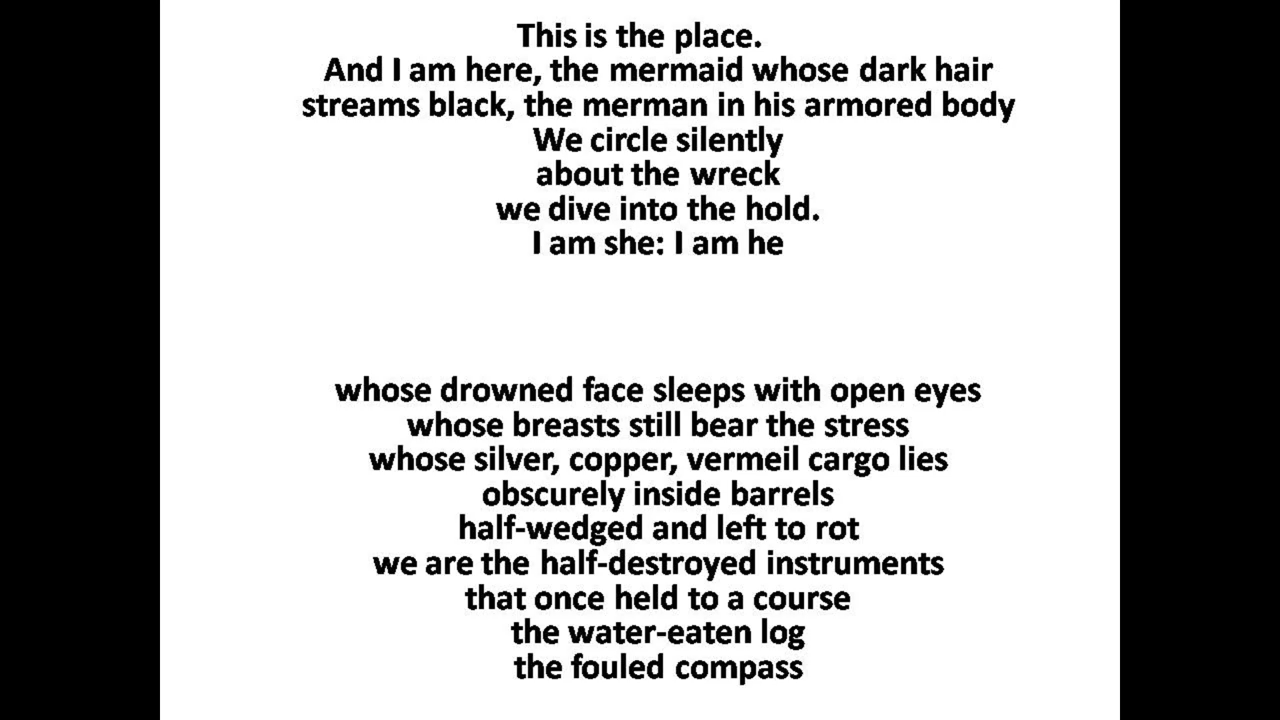 This is the place.
And I am here, the mermaid whose dark hair
streams black, the merman in his armored body
We circle silently
about the wreck
we dive into the hold.
I am she: I am he
whose drowned face sleeps with open eyes
whose breasts still bear the stress
whose silver, copper, vermeil cargo lies
obscurely inside barrels
half-wedged and left to rot
we are the half-destroyed instruments
that once held to a course
the water-eaten log
the fouled compass